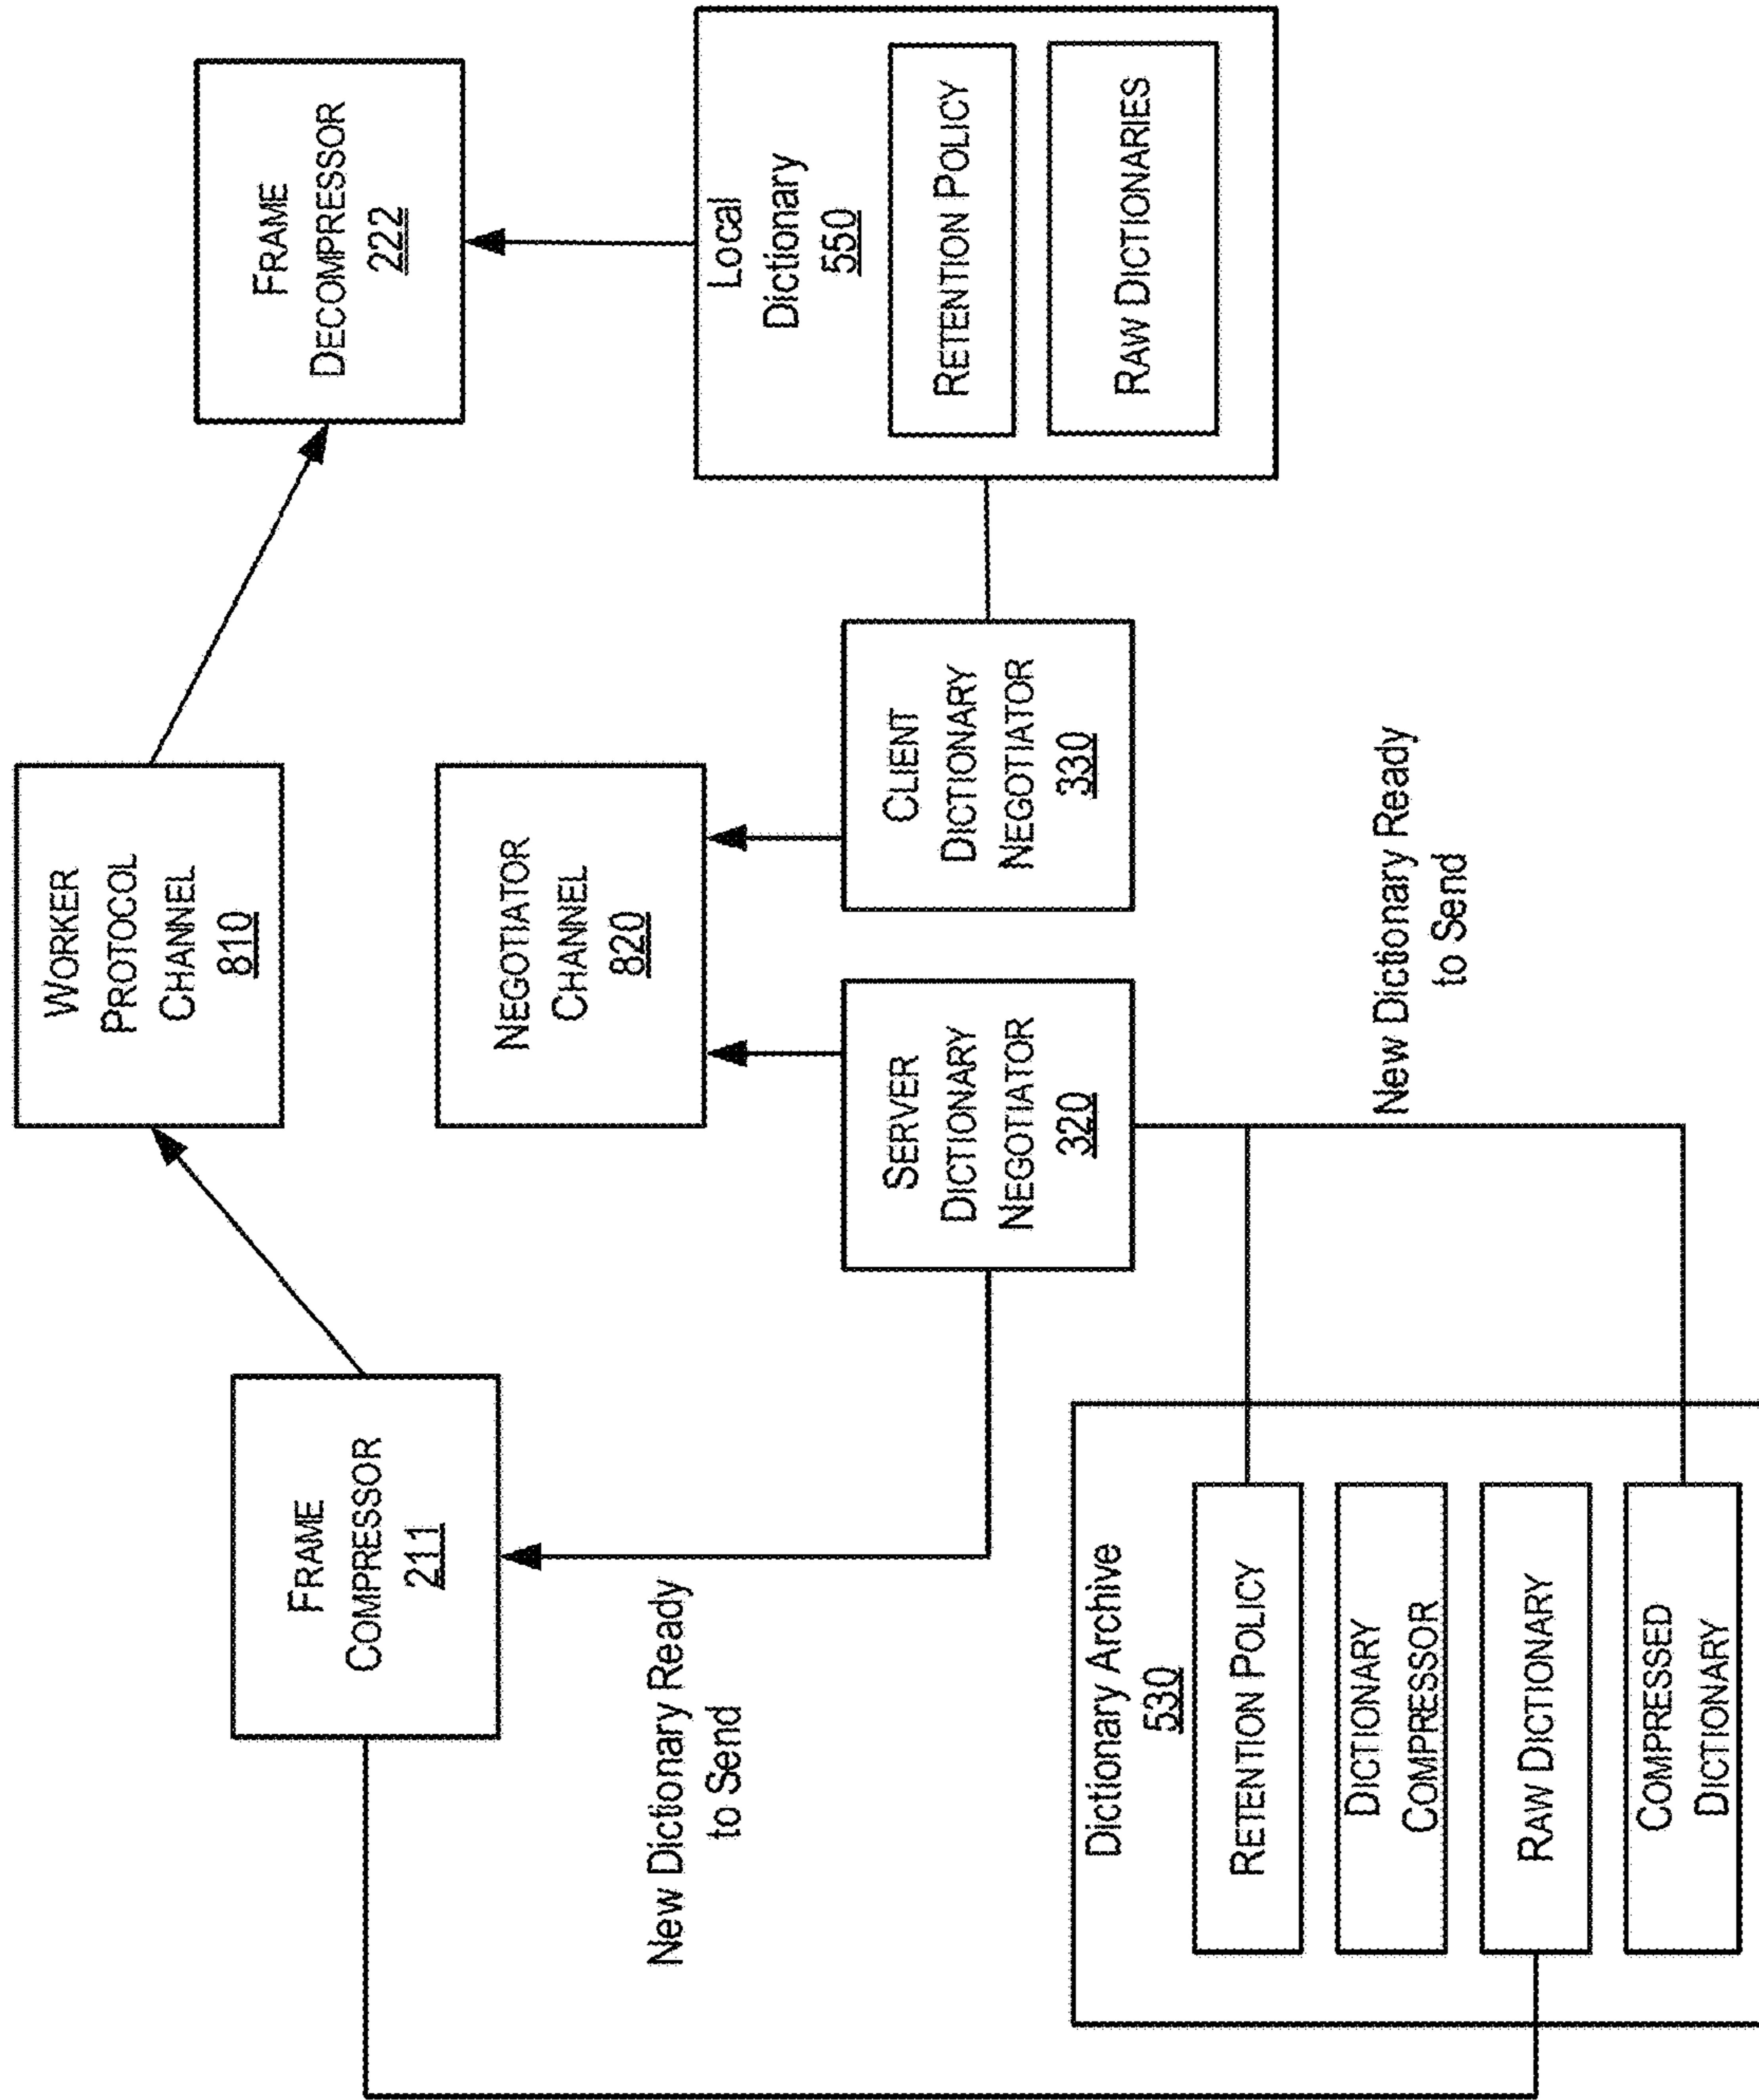 WORKER
PROTOCOL
CHANNEL
810
FRAME
COMPRESSOR
211
FRAME
DECOMPRESSOR
222
NEGOTIATOR
CHANNEL
820
New Dictionary Ready
to Send
SERVER
DICTIONARY
NEGOTIATOR
320
CLIENT
DICTIONARY
NEGOTIATOR
330
Local
Dictionary
550
RETENTION POLICY
RAW DICTIONARIES
Dictionary Archive
530
RETENTION POLICY
DICTIONARY
COMPRESSOR
RAW DICTIONARY
COMPRESSED
DICTIONARY
New Dictionary Ready
to Send